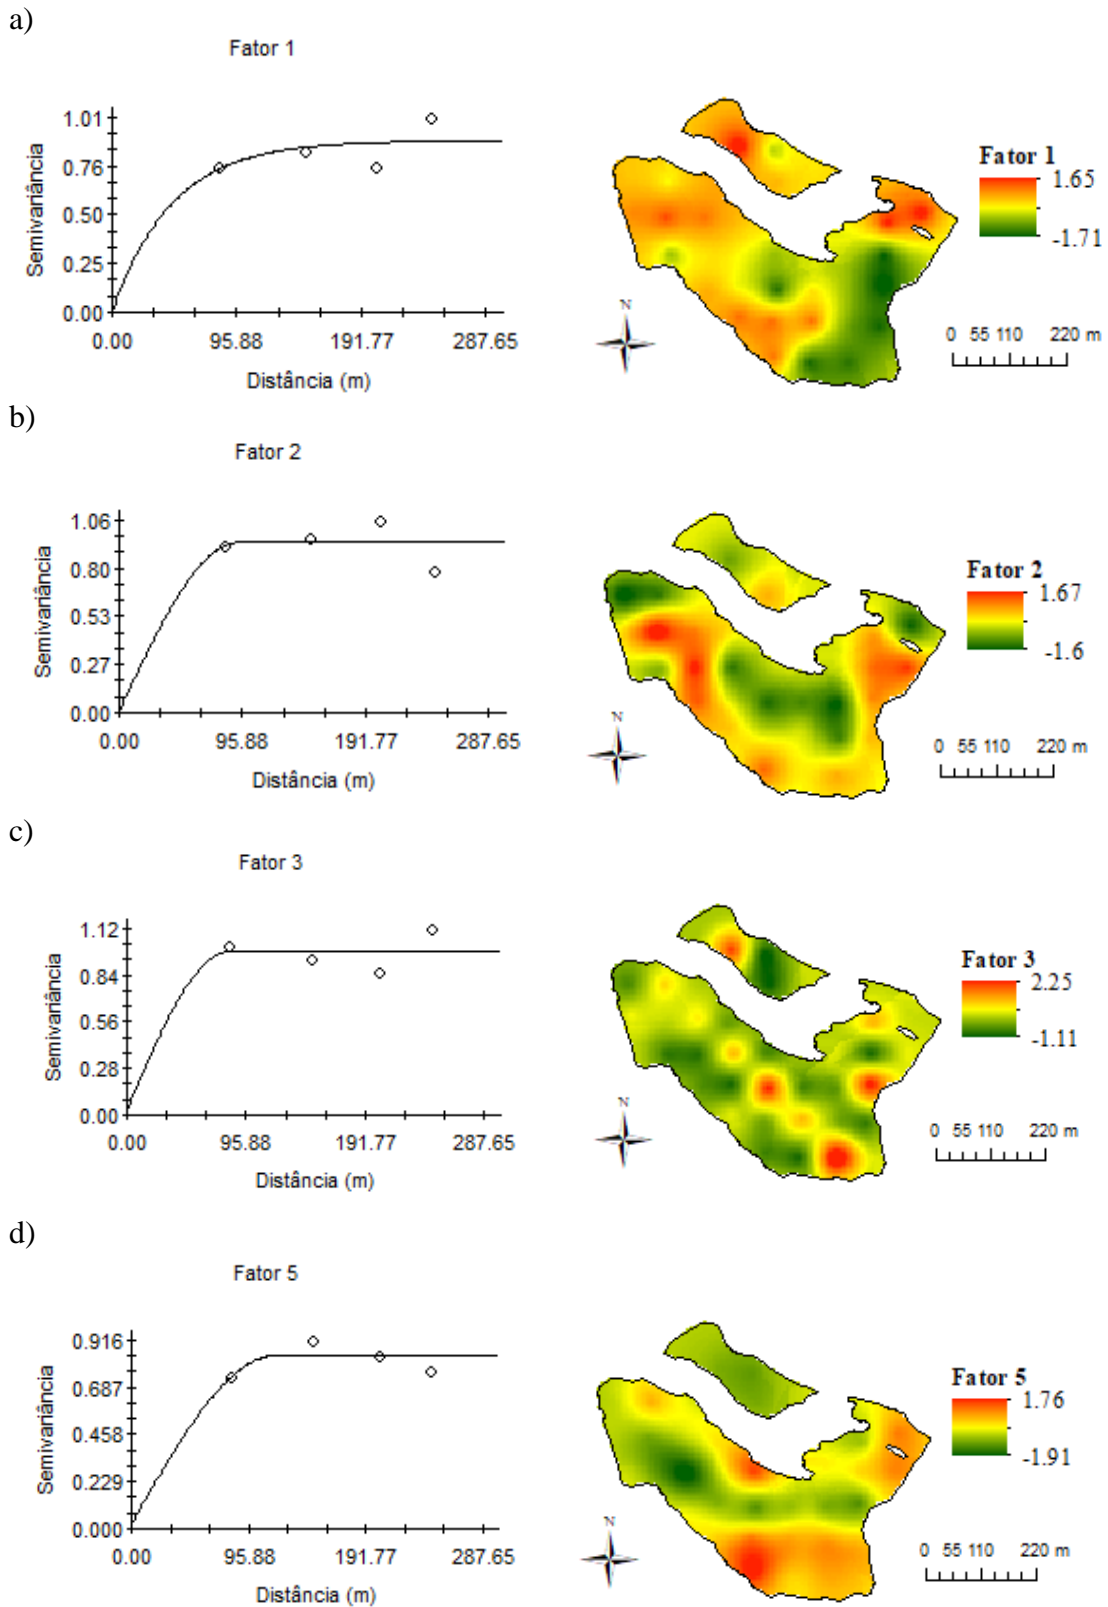 a)
Fator 1
1.01
0.76
0.50
0.25
0.00
Semivariância
0.00 95.88 191.77 287.65
Distância (m)
Fator 1
1.65
-1.71
N
0 55 110 220 m
b)
Fator 2
1.06
0.80
0.53
0.27
0.00
Semivariância
0.00 95.88 191.77 287.65
Distância (m)
Fator 2
1.67
-1.6
N
0 55 110 220 m
c)
Fator 3
1.12
0.84
0.56
0.28
0.00
Semivariância
0.00 95.88 191.77 287.65
Distância (m)
Fator 3
2.25
-1.11
N
0 55 110 220 m
d)
Fator 5
0.916
0.687
0.458
0.229
0.000
Semivariância
0.00 95.88 191.77 287.65
Distância (m)
Fator 5
1.76
-1.91
N
0 55 110 220 m